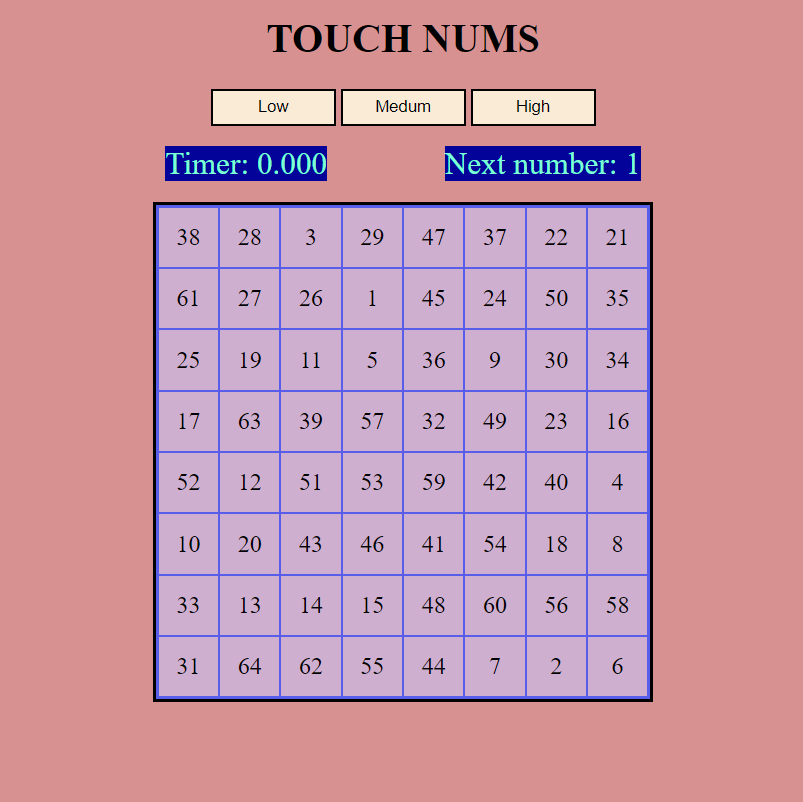 TOUCH NUMS
Low Medum High
Timer: 0.000 Next number: 1
38 28 3 29 47 37 22 21
61 27 26 1 45 24 50 35
25 19 11 5 36 9 30 34
17 63 39 57 32 49 23 16
52 12 51 53 59 42 40 4
10 20 43 46 41 54 18 8
33 13 14 15 48 60 56 58
31 64 62 55 44 7 2 6